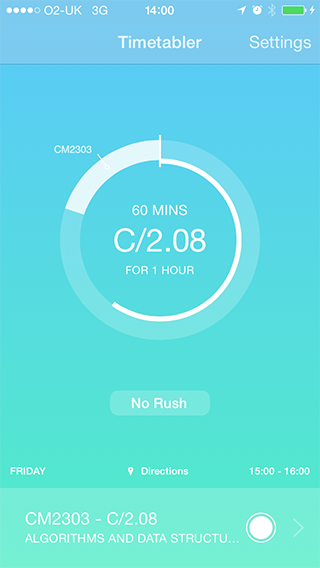 O2-UK 3G 14:00
Timetabler Settings
CM2303
60 MINS
C/2.08
FOR 1 HOUR
No Rush
FRIDAY Directions 15:00 - 16:00
CM2303 - C/2.08
ALGORITHMS AND DATA STRUCTU...